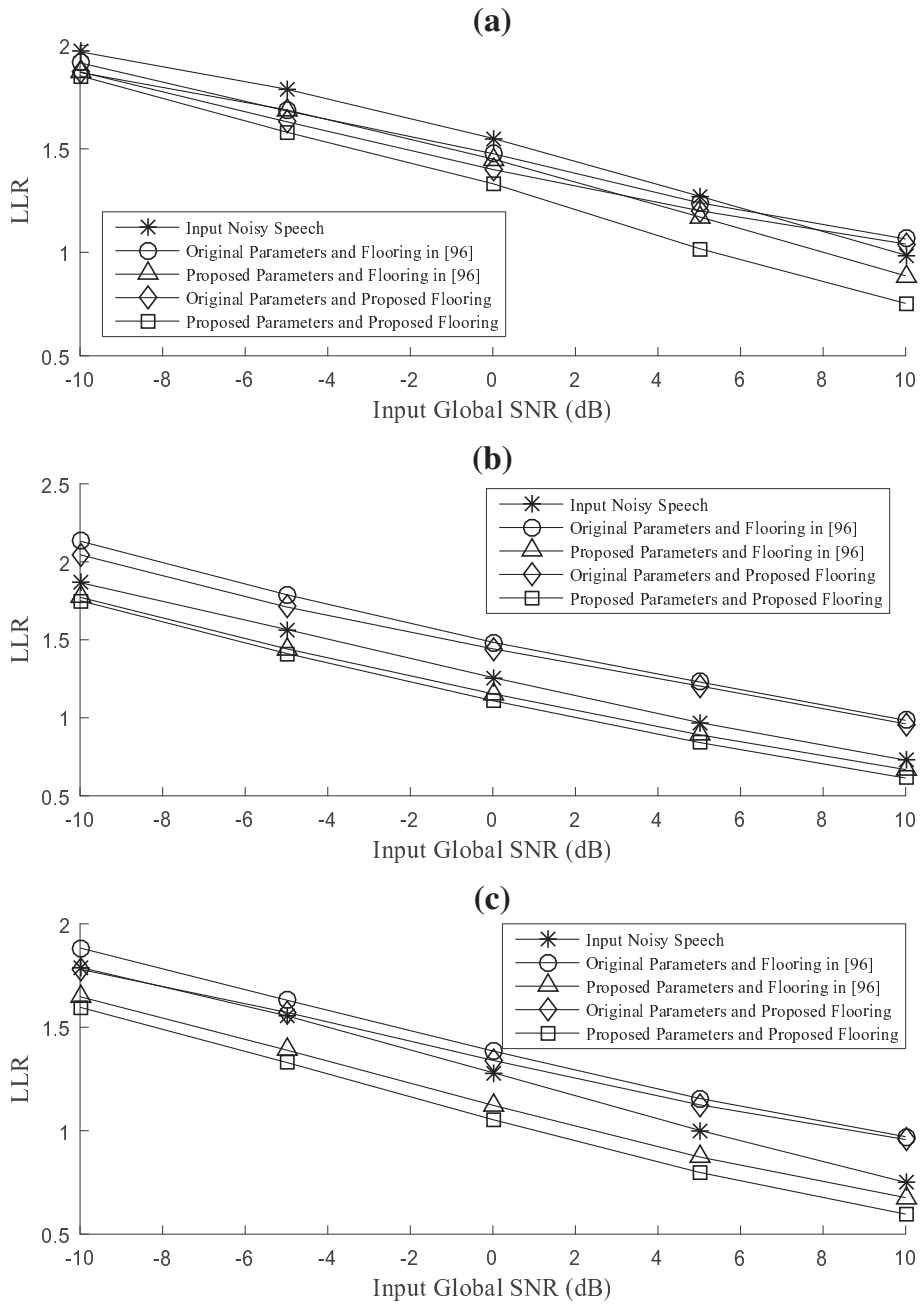 (a)
2
1.5
1
0.5
LLR
Input Noisy Speech
Original Parameters and Flooring in [96]
Proposed Parameters and Flooring in [96]
Original Parameters and Proposed Flooring
Proposed Parameters and Proposed Flooring
-10 -8 -6 -4 -2 0 2 4 6 8 10
Input Global SNR (dB)
(b)
2.5
2
1.5
1
0.5
LLR
Input Noisy Speech
Original Parameters and Flooring in [96]
Proposed Parameters and Flooring in [96]
Original Parameters and Proposed Flooring
Proposed Parameters and Proposed Flooring
-10 -8 -6 -4 -2 0 2 4 6 8 10
Input Global SNR (dB)
(c)
2
1.5
1
0.5
LLR
Input Noisy Speech
Original Parameters and Flooring in [96]
Proposed Parameters and Flooring in [96]
Original Parameters and Proposed Flooring
Proposed Parameters and Proposed Flooring
-10 -8 -6 -4 -2 0 2 4 6 8 10
Input Global SNR (dB)